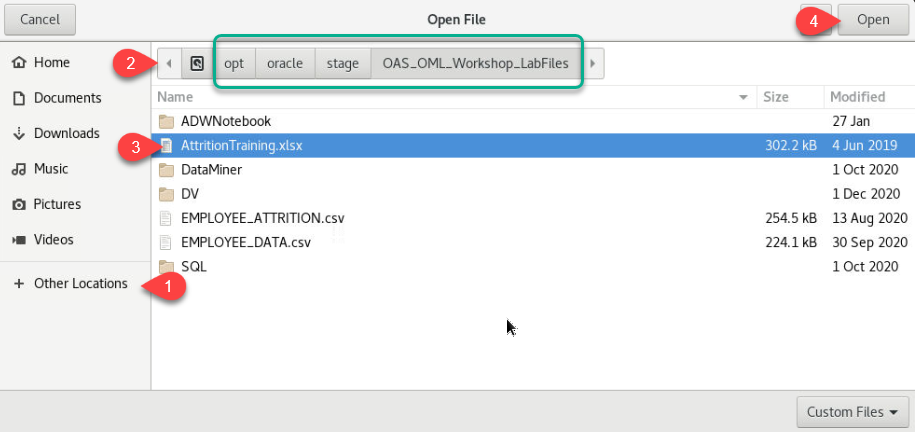 Cancel Open File 4 Open
Home 2 opt oracle stage OAS_OML_Workshop_LabFiles
Documents Name Size Modified
Downloads ADWNotebook 27 Jan
Music 3 AttritionTraining.xlsx 302.2 kB 4 Jun 2019
Pictures DataMiner 1 Oct 2020
Videos DV 1 Dec 2020
EMPLOYEE_ATTRITION.csv 254.5 kB 13 Aug 2020
EMPLOYEE_DATA.csv 224.1 kB 30 Sep 2020
SQL 1 Oct 2020
+ Other Locations 1
Custom Files